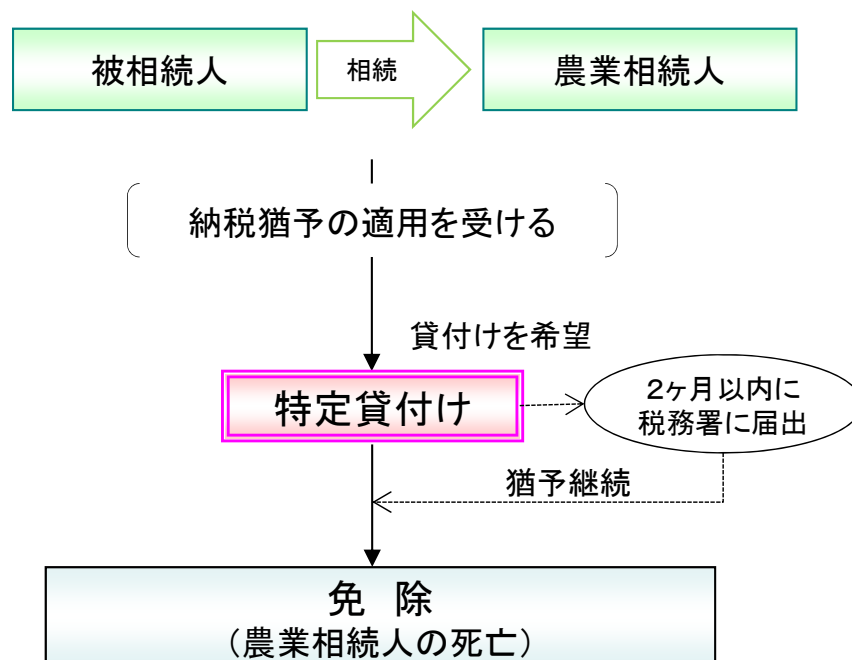 被相続人
相続
農業相続人
納税猶予の適用を受ける
貸付けを希望
特定貸付け
2ヶ月以内に
税務署に届出
猶予継続
免 除
(農業相続人の死亡)